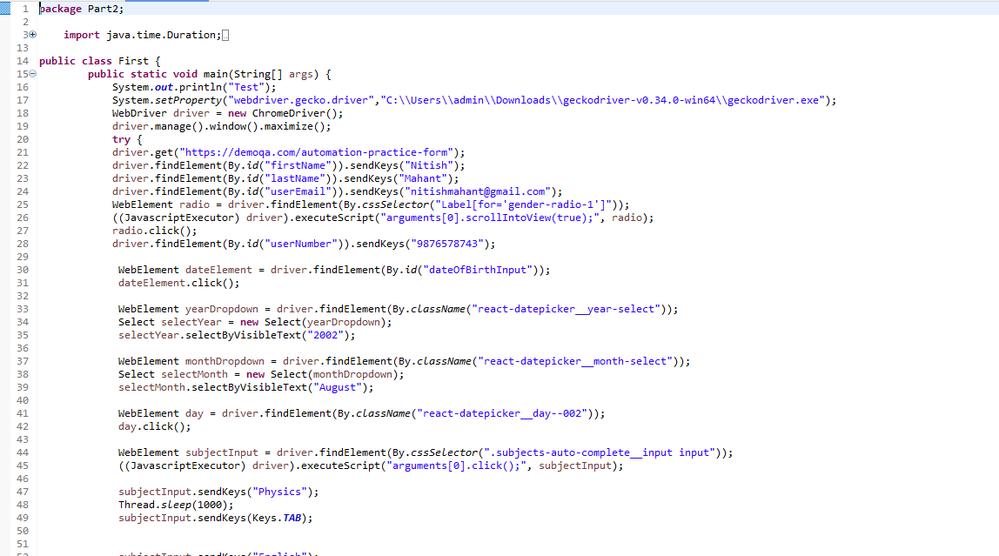 1 package Part2;
2
3 import java.time.Duration;
13
14 public class First {
15 public static void main(String[] args) {
16 System.out.println("Test");
17 System.setProperty("webdriver.gecko.driver","C:\\Users\\admin\\Downloads\\geckodriver-v0.34.0-win64\\geckodriver.exe");
18 WebDriver driver = new ChromeDriver();
19 driver.manage().window().maximize();
20 try {
21 driver.get("https://demoqa.com/automation-practice-form");
22 driver.findElement(By.id("firstName")).sendKeys("Nitish");
23 driver.findElement(By.id("lastName")).sendKeys("Mahant");
24 driver.findElement(By.id("userEmail")).sendKeys("nitishmahant@gmail.com");
25 WebElement radio = driver.findElement(By.cssSelector("Label[for='gender-radio-1']"));
26 ((JavascriptExecutor) driver).executeScript("arguments[0].scrollIntoView(true);", radio);
27 radio.click();
28 driver.findElement(By.id("userNumber")).sendKeys("9876578743");
29
30 WebElement dateElement = driver.findElement(By.id("dateOfBirthInput"));
31 dateElement.click();
32
33 WebElement yearDropdown = driver.findElement(By.className("react-datepicker__year-select"));
34 Select selectYear = new Select(yearDropdown);
35 selectYear.selectByVisibleText("2002");
36
37 WebElement monthDropdown = driver.findElement(By.className("react-datepicker__month-select"));
38 Select selectMonth = new Select(monthDropdown);
39 selectMonth.selectByVisibleText("August");
40
41 WebElement day = driver.findElement(By.className("react-datepicker__day--002"));
42 day.click();
43
44 WebElement subjectInput = driver.findElement(By.cssSelector(".subjects-auto-complete__input input"));
45 ((JavascriptExecutor) driver).executeScript("arguments[0].click();", subjectInput);
46
47 subjectInput.sendKeys("Physics");
48 Thread.sleep(1000);
49 subjectInput.sendKeys(Keys.TAB);
50
51
52 subjectInput.sendKeys("English");